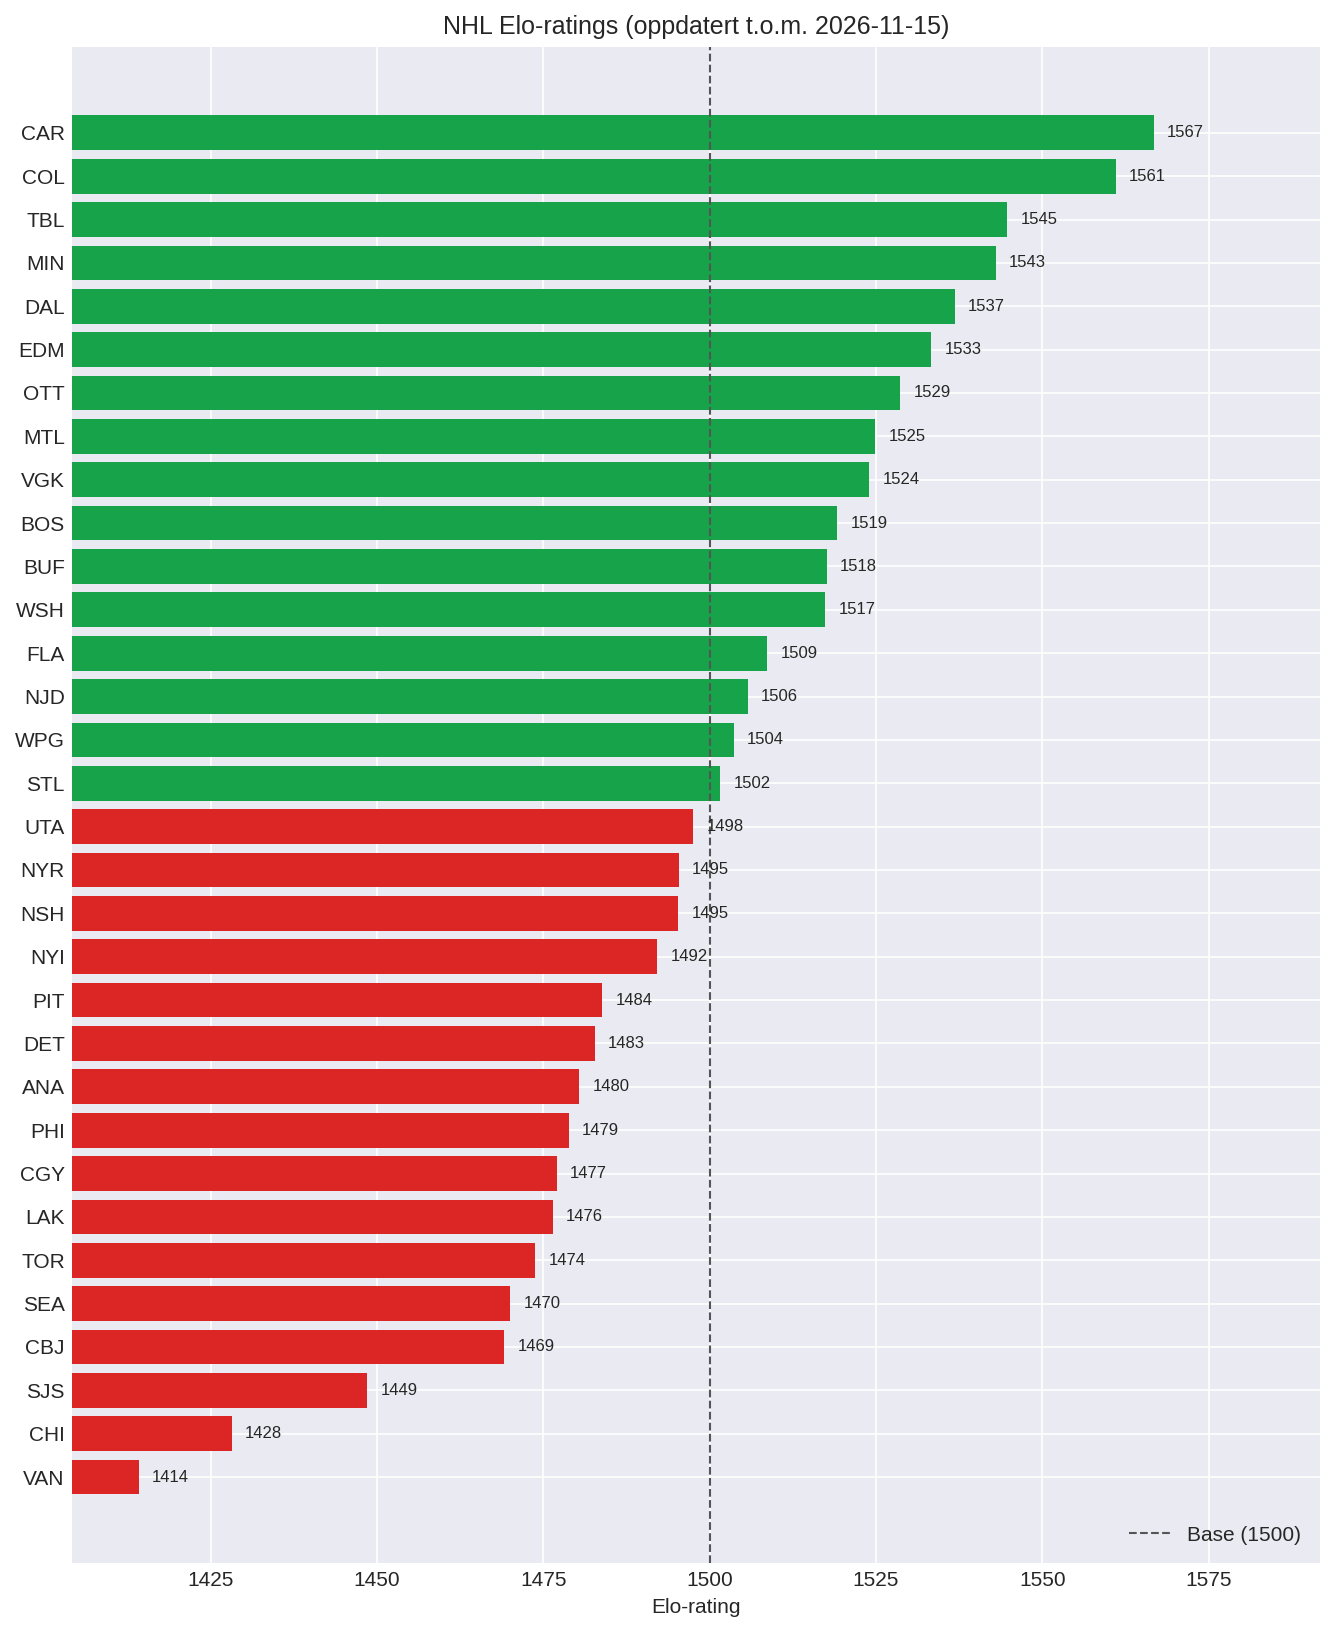 NHL Elo-ratings (oppdatert t.o.m. 2026-11-15)
CAR 1567
COL 1561
TBL 1545
MIN 1543
DAL 1537
EDM 1533
OTT 1529
MTL 1525
VGK 1524
BOS 1519
BUF 1518
WSH 1517
FLA 1509
NJD 1506
WPG 1504
STL 1502
UTA 1498
NYR 1495
NSH 1495
NYI 1492
PIT 1484
DET 1483
ANA 1480
PHI 1479
CGY 1477
LAK 1476
TOR 1474
SEA 1470
CBJ 1469
SJS 1449
CHI 1428
VAN 1414
Base (1500)
1425 1450 1475 1500 1525 1550 1575
Elo-rating